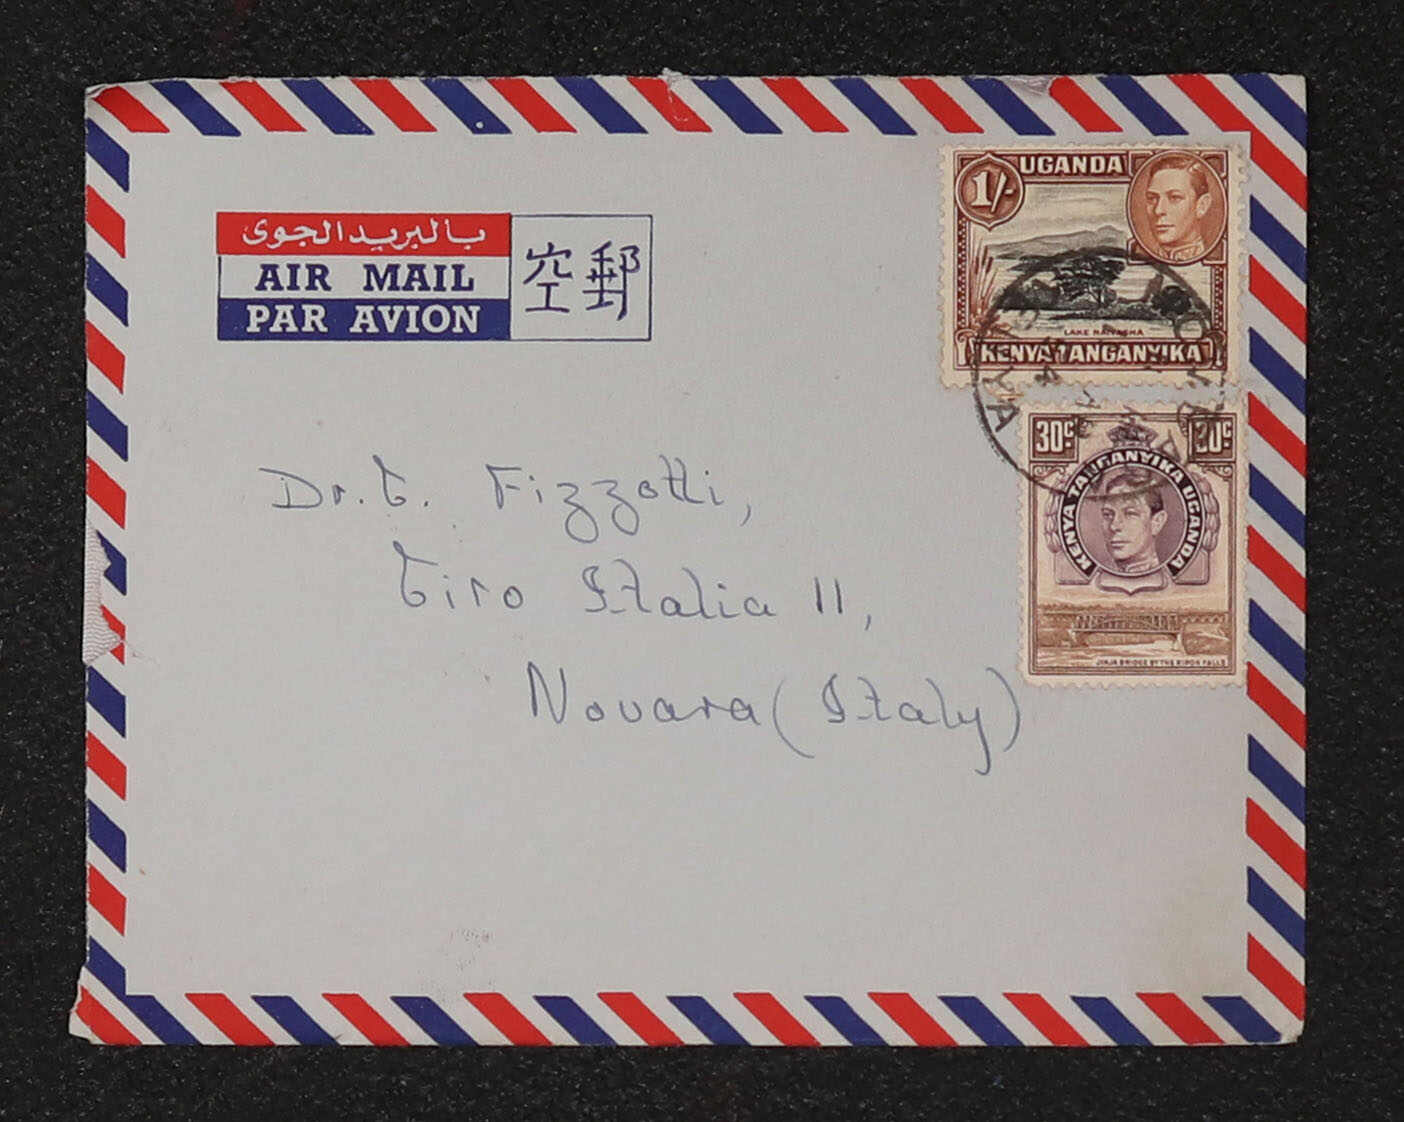 بالبريد الجوى
AIR MAIL
PAR AVION
空郵
UGANDA
1/-
LAKE NAIVASHA
KENYA TANGANYIKA
30c 30c
KENYA TANGANYIKA UGANDA
JINJA BRIDGE BY THE RIPON FALLS
Dr. G. Fizzotti,
Giro Italia 11,
Novara (Italy)